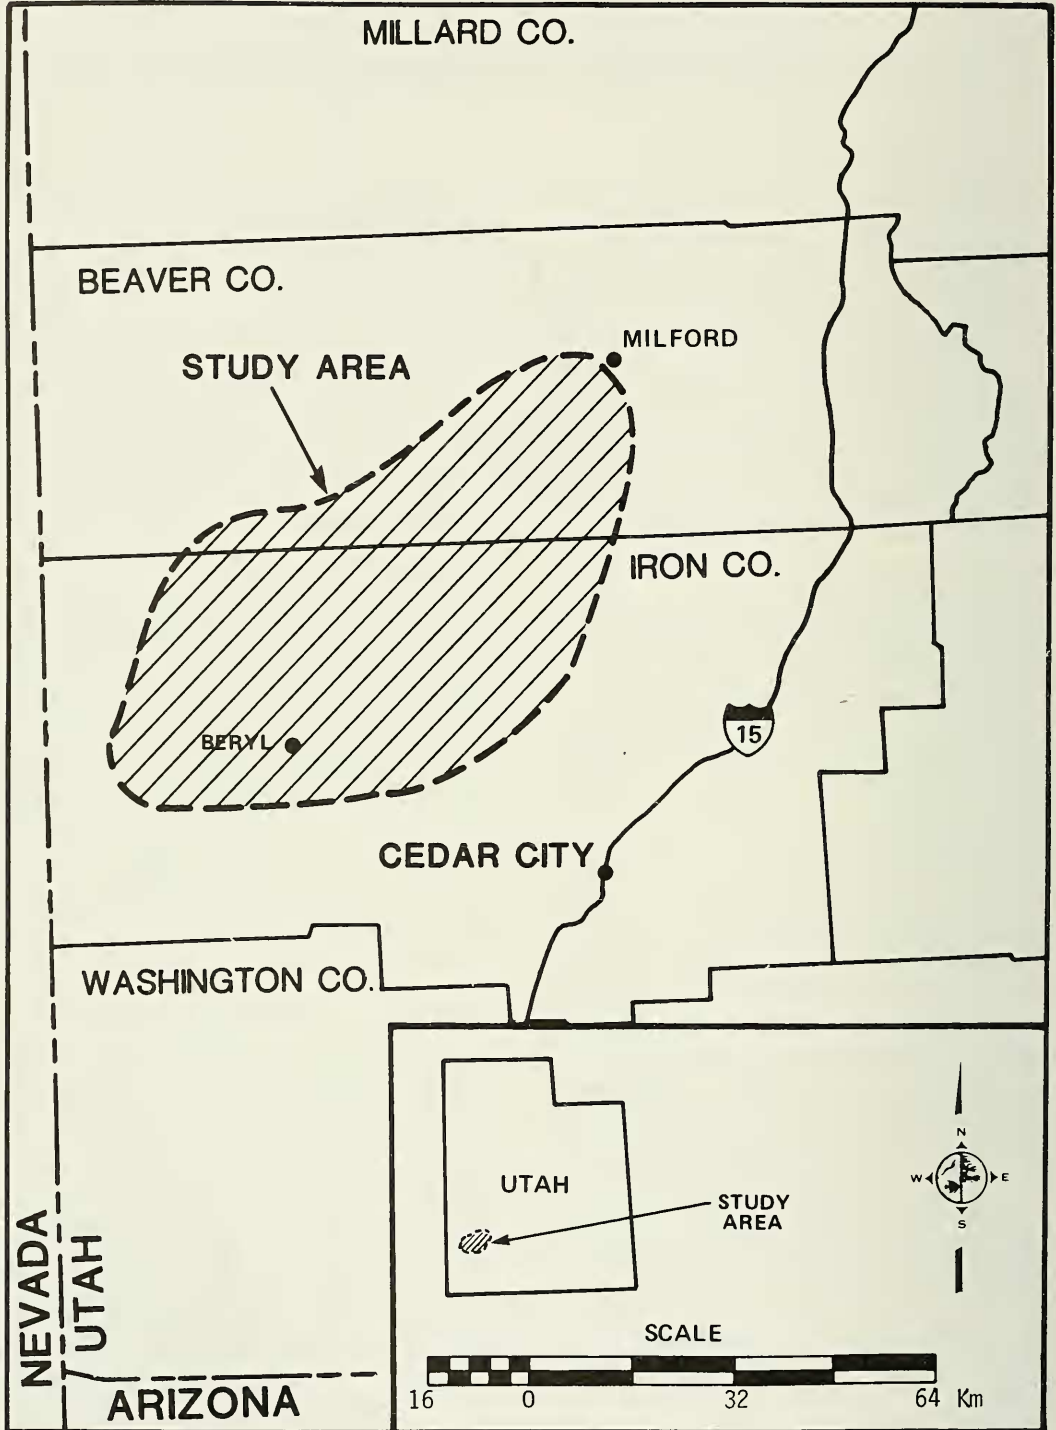 MILLARD CO.
BEAVER CO.
MILFORD
STUDY AREA
IRON CO.
BERYL
15
CEDAR CITY
WASHINGTON CO.
NEVADA
UTAH
ARIZONA
UTAH
STUDY
AREA
N
W E
S
SCALE
16 0 32 64 Km